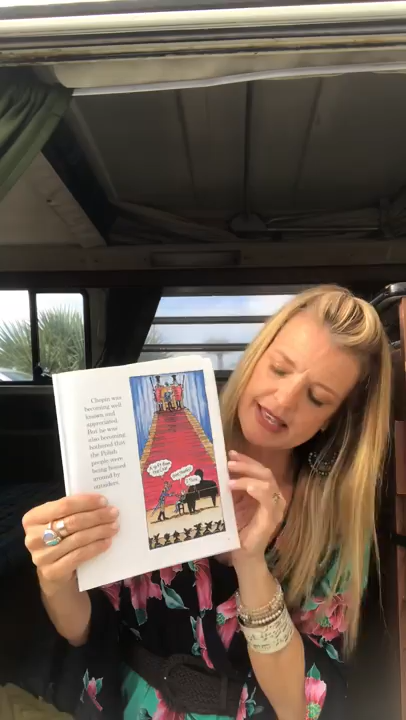 Chopin was
becoming well
known and
appreciated.
But he was
also becoming
bothered that
the Polish
people were
being bossed
around by
outsiders.